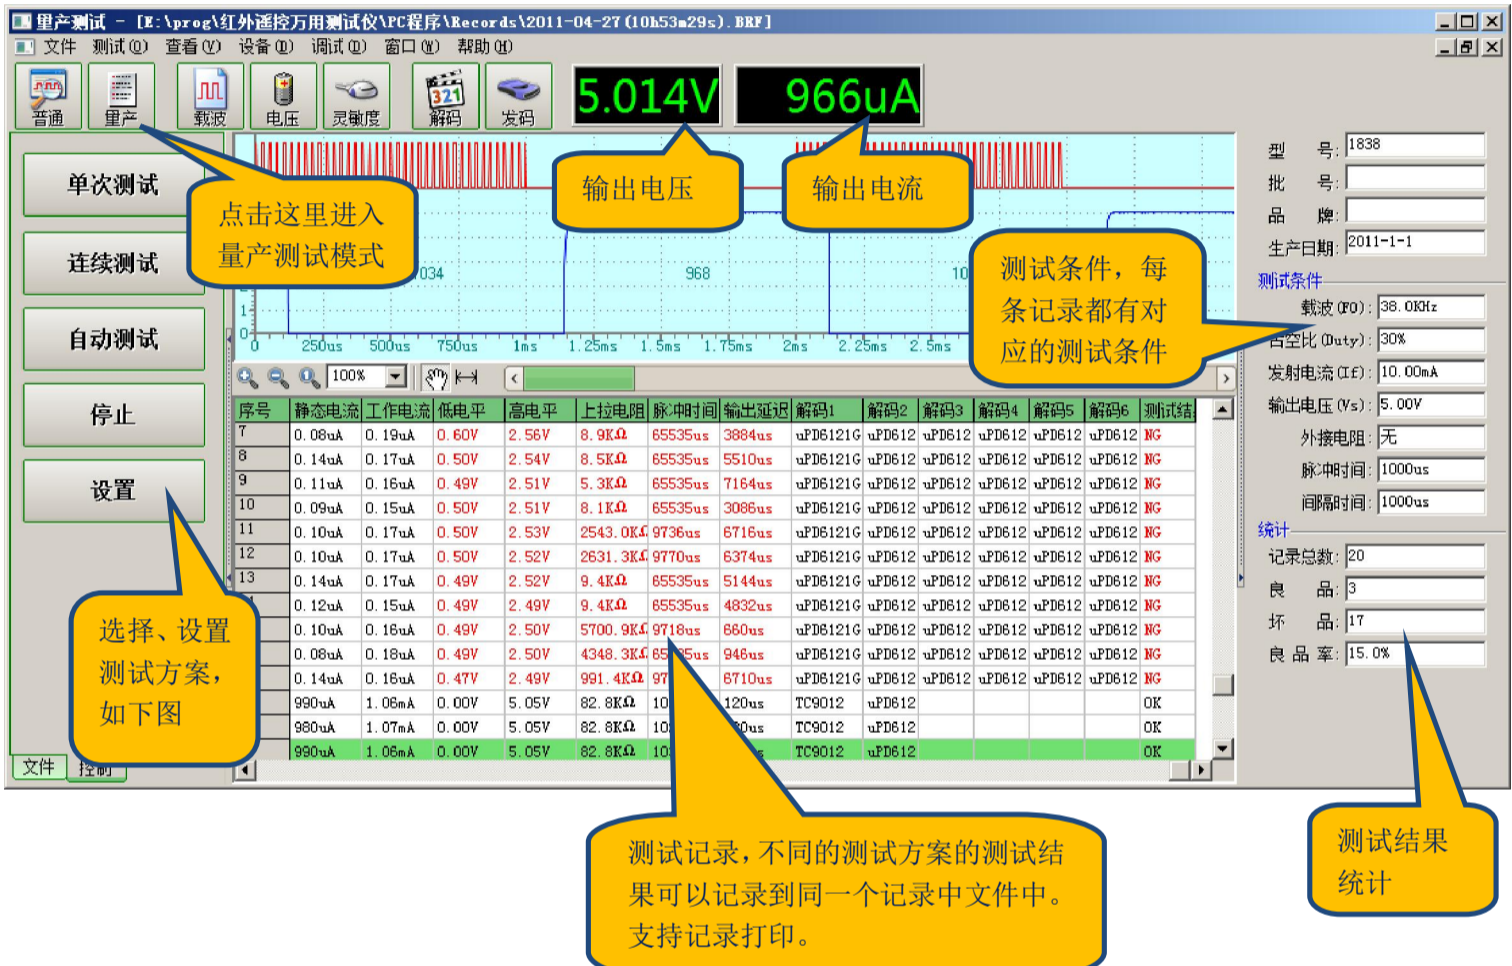 量产测试 - [E:\prog\红外遥控万用测试仪\PC程序\Records\2011-04-27(10h53m29s).BRF]
文件 测试(O) 查看(V) 设备(D) 调试(D) 窗口(W) 帮助(H)
普通 量产 载波 电压 灵敏度 解码 发码
5.014V 966uA
单次测试
连续测试
自动测试
停止
设置
点击这里进入
量产测试模式
输出电压
输出电流
测试条件，每
条记录都有对
应的测试条件
034 968 10
0 250us 500us 750us 1ms 1.25ms 1.5ms 1.75ms 2ms 2.25ms 2.5ms
100%
序号 静态电流 工作电流 低电平 高电平 上拉电阻 脉冲时间 输出延迟 解码1 解码2 解码3 解码4 解码5 解码6 测试结
7 0.08uA 0.19uA 0.60V 2.56V 8.9KΩ 65535us 3884us uPD6121G uPD612 uPD612 uPD612 uPD612 uPD612 NG
8 0.14uA 0.17uA 0.50V 2.54V 8.5KΩ 65535us 5510us uPD6121G uPD612 uPD612 uPD612 uPD612 uPD612 NG
9 0.11uA 0.16uA 0.49V 2.51V 5.3KΩ 65535us 7164us uPD6121G uPD612 uPD612 uPD612 uPD612 uPD612 NG
10 0.09uA 0.15uA 0.50V 2.51V 8.1KΩ 65535us 3086us uPD6121G uPD612 uPD612 uPD612 uPD612 uPD612 NG
11 0.10uA 0.17uA 0.50V 2.53V 2543.0KΩ 9736us 6716us uPD6121G uPD612 uPD612 uPD612 uPD612 uPD612 NG
12 0.10uA 0.17uA 0.50V 2.52V 2631.3KΩ 9770us 6374us uPD6121G uPD612 uPD612 uPD612 uPD612 uPD612 NG
13 0.14uA 0.17uA 0.49V 2.52V 9.4KΩ 65535us 5144us uPD6121G uPD612 uPD612 uPD612 uPD612 uPD612 NG
0.12uA 0.15uA 0.49V 2.49V 9.4KΩ 65535us 4832us uPD6121G uPD612 uPD612 uPD612 uPD612 uPD612 NG
0.10uA 0.16uA 0.49V 2.50V 5700.9KΩ 9718us 660us uPD6121G uPD612 uPD612 uPD612 uPD612 uPD612 NG
0.08uA 0.18uA 0.49V 2.50V 4348.3KΩ 946us uPD6121G uPD612 uPD612 uPD612 uPD612 uPD612 NG
0.14uA 0.16uA 0.47V 2.49V 991.4KΩ 97 6710us uPD6121G uPD612 uPD612 uPD612 uPD612 uPD612 NG
990uA 1.06mA 0.00V 5.05V 82.8KΩ 10 120us TC9012 uPD612 OK
980uA 1.07mA 0.00V 5.05V 82.8KΩ TC9012 uPD612 OK
990uA 1.06mA 0.00V 5.05V 82.8KΩ TC9012 uPD612 OK
文件 控制
型 号: 1838
批 号:
品 牌:
生产日期: 2011-1-1
测试条件
载波(F0): 38.0KHz
占空比(Duty): 30%
发射电流(If): 10.00mA
输出电压(Vs): 5.00V
外接电阻: 无
脉冲时间: 1000us
间隔时间: 1000us
统计
记录总数: 20
良 品: 3
坏 品: 17
良 品 率: 15.0%
选择、设置
测试方案，
如下图
测试记录，不同的测试方案的测试结
果可以记录到同一个记录中文件中。
支持记录打印。
测试结果
统计